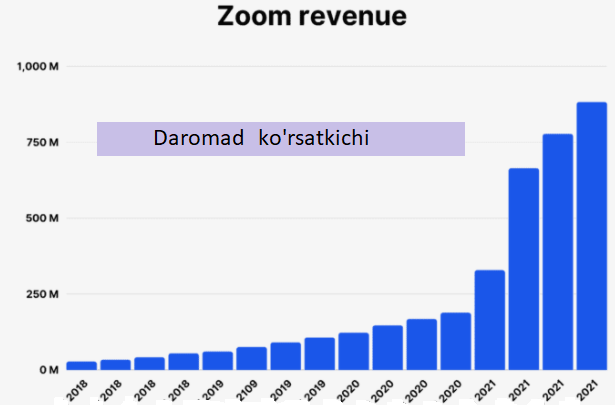 Zoom revenue
1,000 M
Daromad ko'rsatkichi
750 M
500 M
250 M
0 M
2018 2018 2018 2018 2019 2109 2019 2019 2020 2020 2020 2020 2021 2021 2021 2021